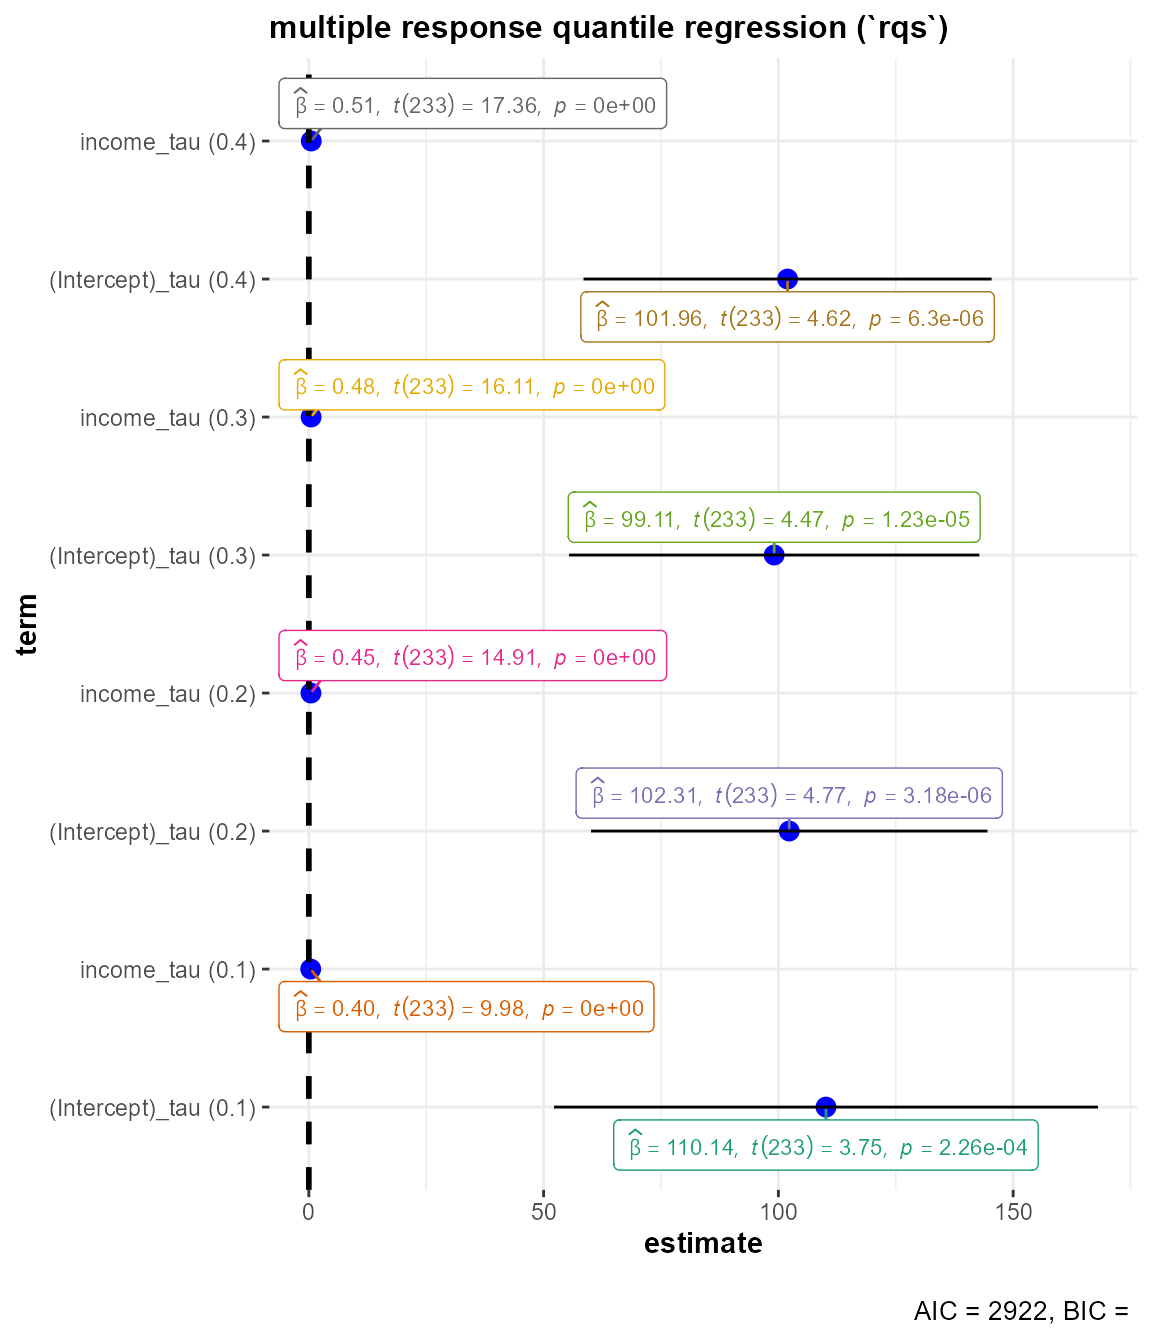 multiple response quantile regression (`rqs`)
β̂ = 0.51, t(233) = 17.36, p = 0e+00
income_tau (0.4)
(Intercept)_tau (0.4)
β̂ = 101.96, t(233) = 4.62, p = 6.3e-06
β̂ = 0.48, t(233) = 16.11, p = 0e+00
income_tau (0.3)
β̂ = 99.11, t(233) = 4.47, p = 1.23e-05
(Intercept)_tau (0.3)
term
β̂ = 0.45, t(233) = 14.91, p = 0e+00
income_tau (0.2)
β̂ = 102.31, t(233) = 4.77, p = 3.18e-06
(Intercept)_tau (0.2)
income_tau (0.1)
β̂ = 0.40, t(233) = 9.98, p = 0e+00
(Intercept)_tau (0.1)
β̂ = 110.14, t(233) = 3.75, p = 2.26e-04
0 50 100 150
estimate
AIC = 2922, BIC =